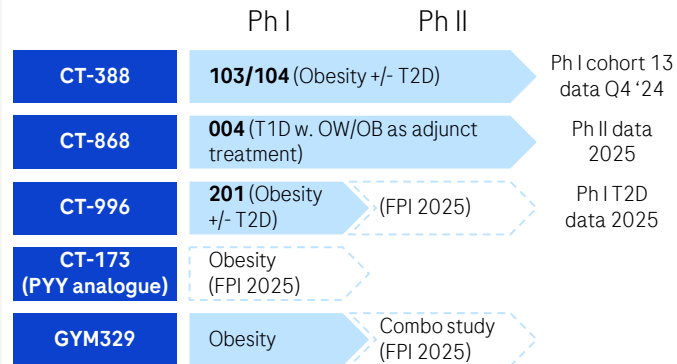 Ph I
Ph II
CT-388
103/104 (Obesity +/- T2D)
Ph I cohort 13
data Q4 ‘24
CT-868
004 (T1D w. OW/OB as adjunct
treatment)
Ph II data
2025
CT-996
201 (Obesity
+/- T2D)
(FPI 2025)
Ph I T2D
data 2025
CT-173
(PYY analogue)
Obesity
(FPI 2025)
GYM329
Obesity
Combo study
(FPI 2025)